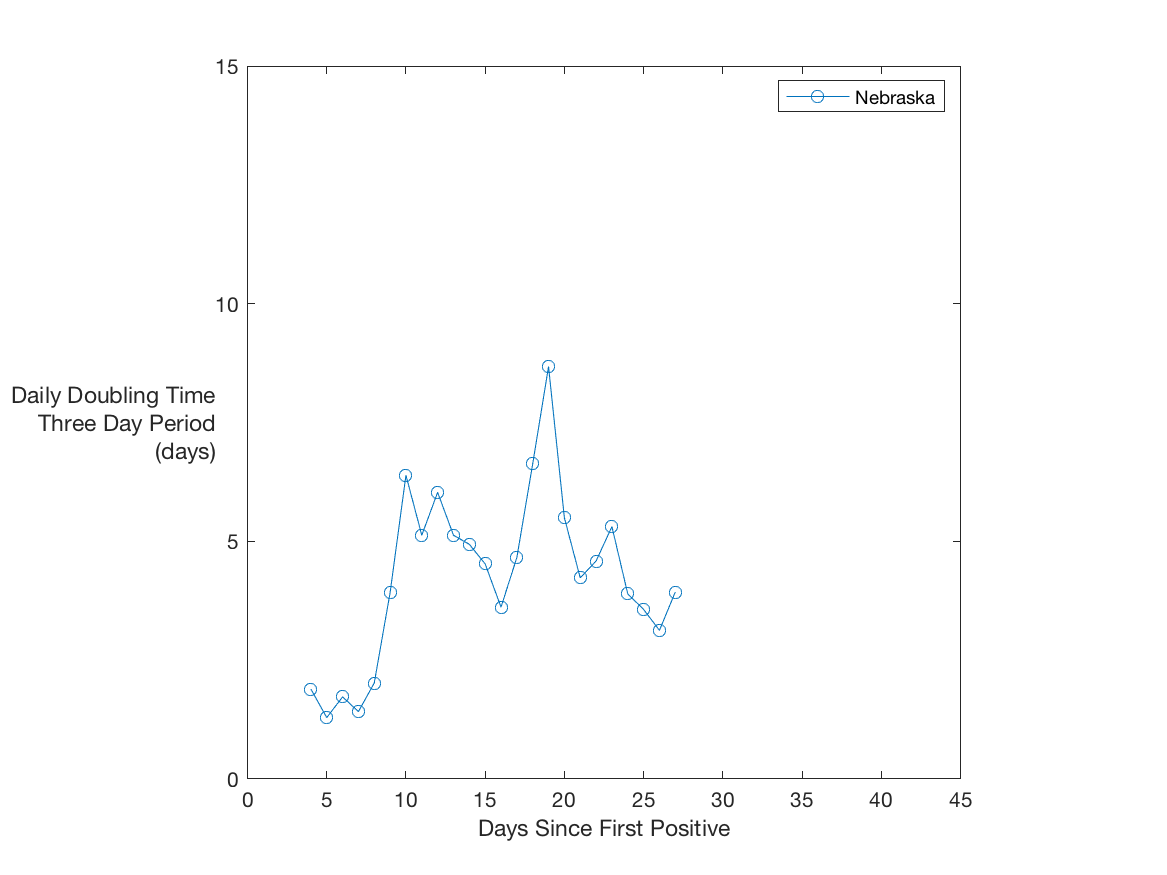 15
Nebraska
10
Daily Doubling Time
Three Day Period
(days)
5
0
0 5 10 15 20 25 30 35 40 45
Days Since First Positive